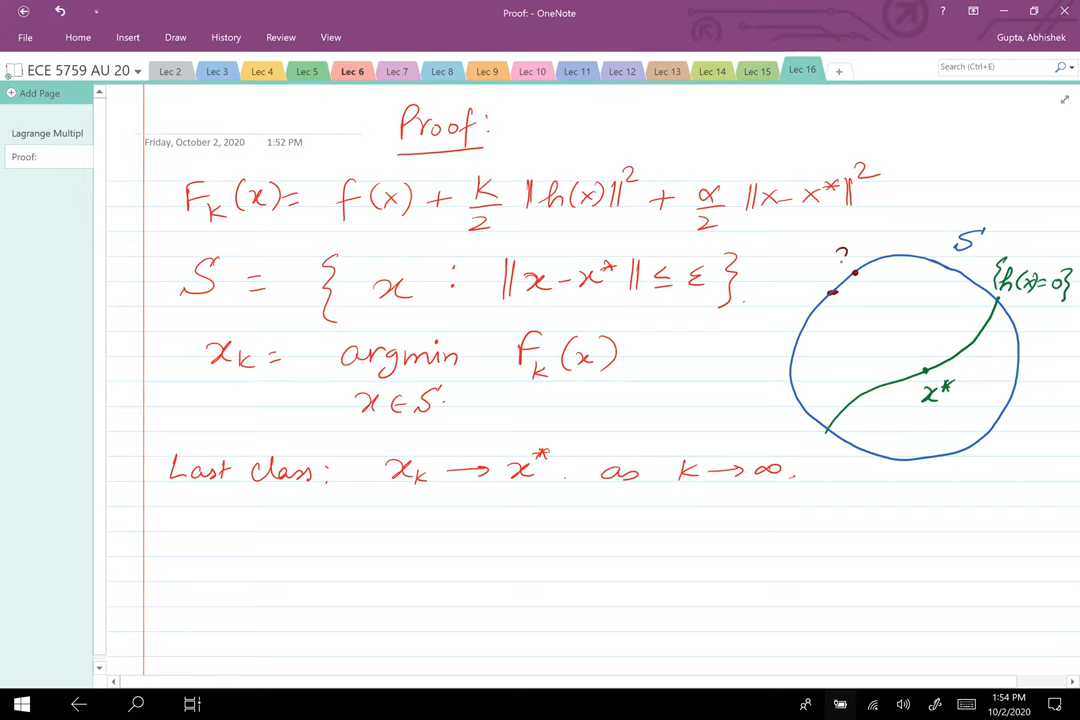 Proof: - OneNote
Gupta, Abhishek
File Home Insert Draw History Review View
ECE 5759 AU 20
Lec 2 Lec 3 Lec 4 Lec 5 Lec 6 Lec 7 Lec 8 Lec 9 Lec 10 Lec 11 Lec 12 Lec 13 Lec 14 Lec 15 Lec 16
Search (Ctrl+E)
Add Page
Lagrange Multipl
Proof:
Proof:
Friday, October 2, 2020 1:52 PM
F_k(x) = f(x) + k/2 ||h(x)||² + α/2 ||x - x*||²
S = { x : ||x - x*|| ≤ ε }.
x_k = argmin F_k(x)
x ∈ S.
Last class: x_k → x*. as k → ∞.
?
S
{h(x)=0}
x*
1:54 PM
10/2/2020